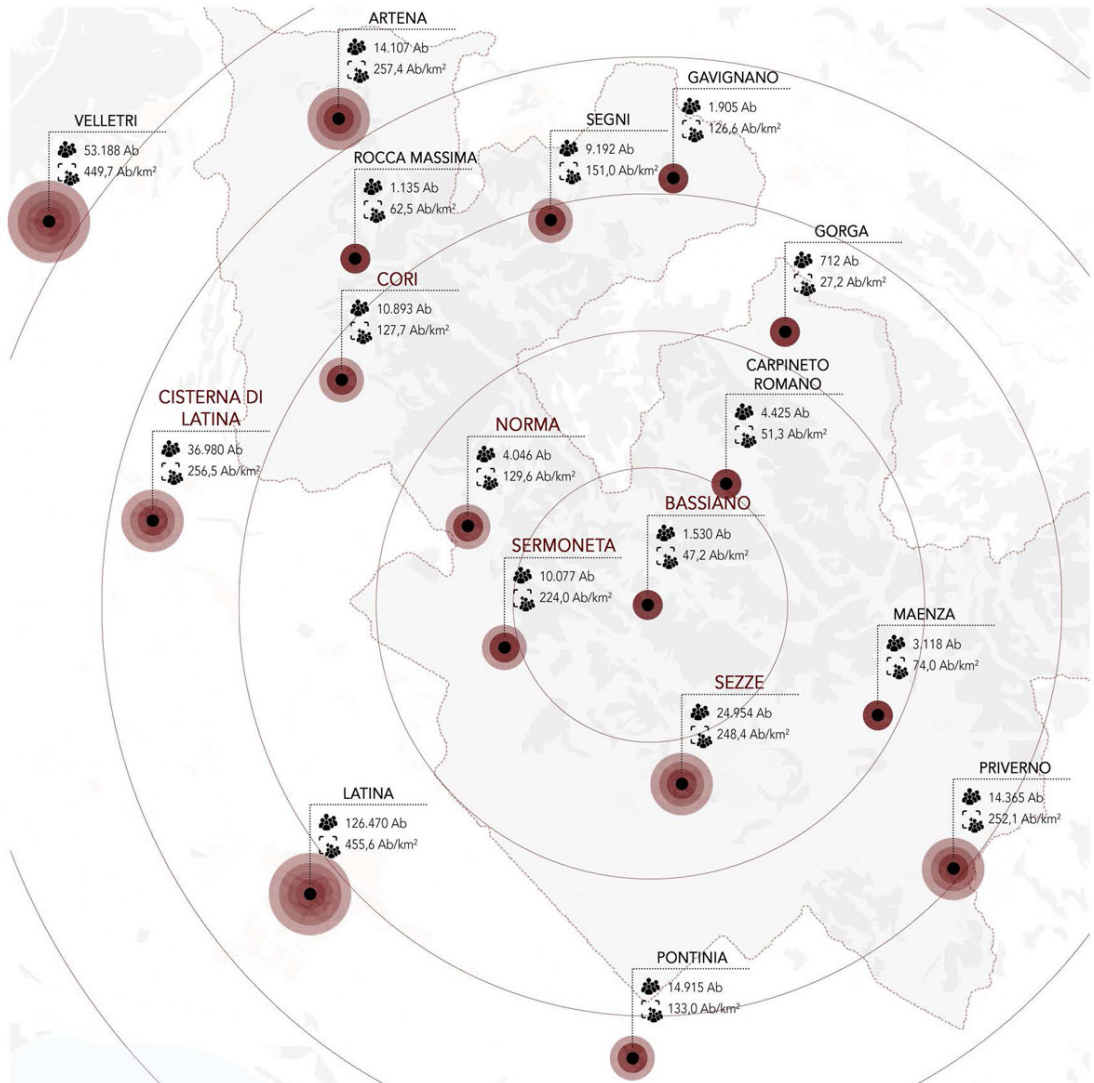 ARTENA
14.107 Ab
257,4 Ab/km²
GAVIGNANO
1.905 Ab
126,6 Ab/km²
VELLETRI
53.188 Ab
449,7 Ab/km²
SEGNI
9.192 Ab
151,0 Ab/km²
ROCCA MASSIMA
1.135 Ab
62,5 Ab/km²
GORGA
712 Ab
27,2 Ab/km²
CORI
10.893 Ab
127,7 Ab/km²
CARPINETO
ROMANO
4.425 Ab
51,3 Ab/km²
CISTERNA DI
LATINA
36.980 Ab
256,5 Ab/km²
NORMA
4.046 Ab
129,6 Ab/km²
BASSIANO
1.530 Ab
47,2 Ab/km²
SERMONETA
10.077 Ab
224,0 Ab/km²
MAENZA
3.118 Ab
74,0 Ab/km²
SEZZE
24.954 Ab
248,4 Ab/km²
PRIVERNO
14.365 Ab
252,1 Ab/km²
LATINA
126.470 Ab
455,6 Ab/km²
PONTINIA
14.915 Ab
133,0 Ab/km²